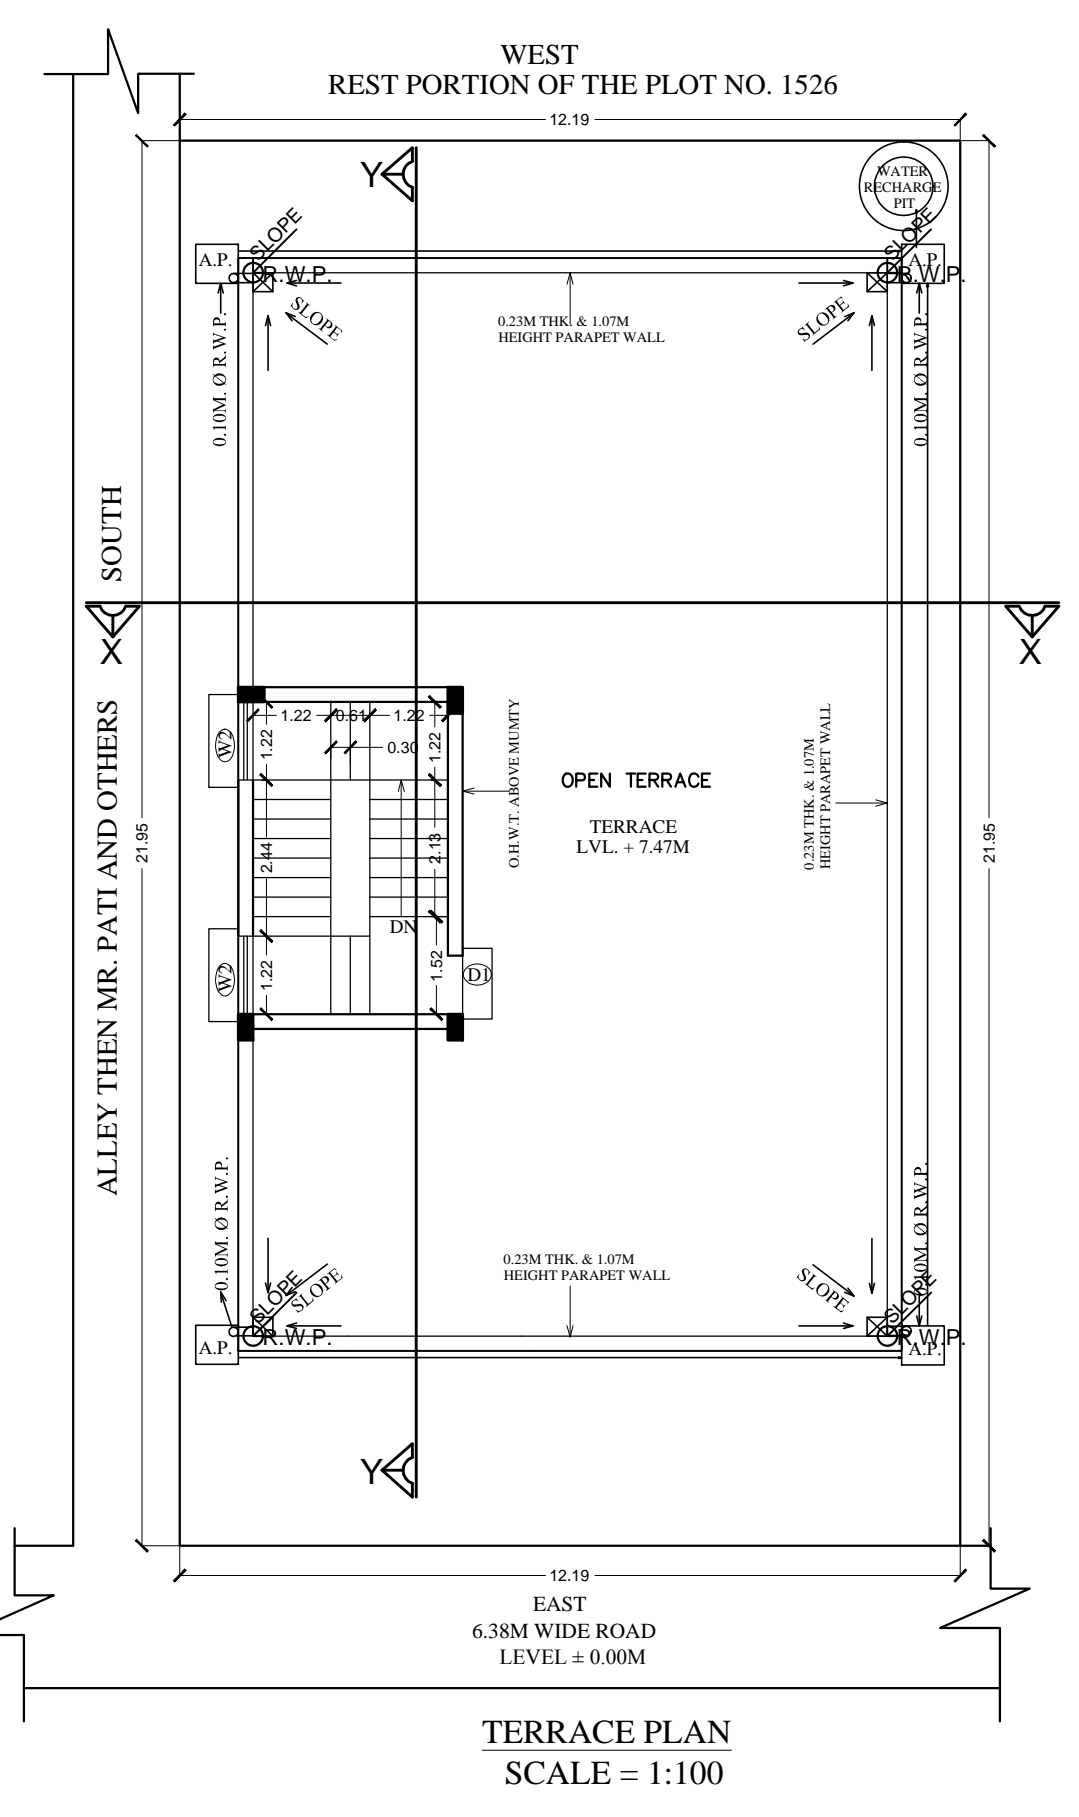 WEST
REST PORTION OF THE PLOT NO. 1526
12.19
Y
WATER
RECHARGE
PIT
SLOPE
SLOPE
A.P.
R.W.P.
A.P.
R.W.P.
SLOPE
SLOPE
0.23M THK. & 1.07M
HEIGHT PARAPET WALL
0.10M. Ø R.W.P.
0.10M. Ø R.W.P.
SOUTH
X
X
ALLEY THEN MR. PATI AND OTHERS
21.95
21.95
W2
1.22
0.61
1.22
1.22
0.30
1.22
2.44
2.13
DN
W2
1.22
1.52
D1
O.H.W.T. ABOVE MUMTY
OPEN TERRACE
TERRACE
LVL. + 7.47M
0.23M THK. & 1.07M
HEIGHT PARAPET WALL
0.10M. Ø R.W.P.
0.10M. Ø R.W.P.
0.23M THK. & 1.07M
HEIGHT PARAPET WALL
SLOPE
SLOPE
SLOPE
SLOPE
R.W.P.
A.P.
R.W.P.
A.P.
Y
12.19
EAST
6.38M WIDE ROAD
LEVEL ± 0.00M
TERRACE PLAN
SCALE = 1:100